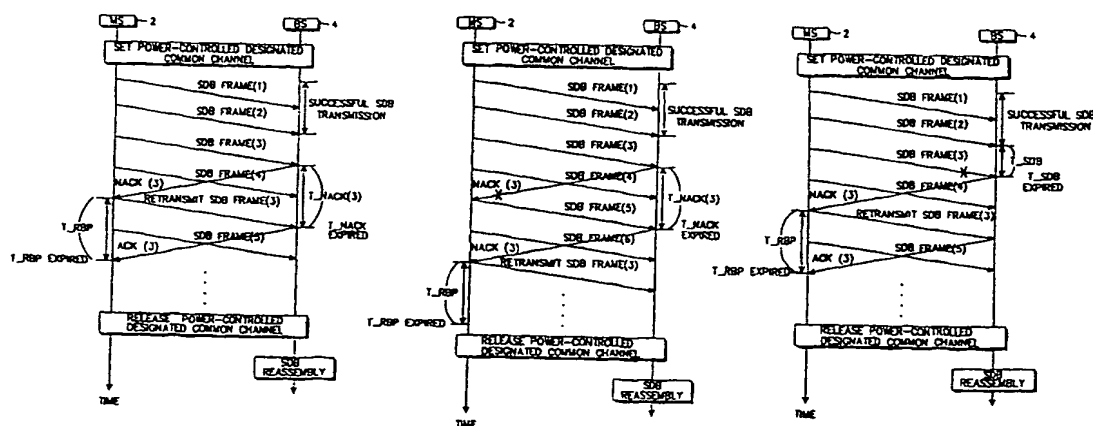 MS 2
BS 4
SET POWER-CONTROLLED DESIGNATED
COMMON CHANNEL
SDB FRAME(1)
SDB FRAME(2)
SUCCESSFUL SDB
TRANSMISSION
SDB FRAME(3)
SDB FRAME(4)
NACK (3)
T_NACK(3)
RETRANSMIT SDB FRAME(3)
T_NACK
EXPIRED
T_RBP
SDB FRAME(5)
ACK (3)
T_RBP EXPIRED
RELEASE POWER-CONTROLLED
DESIGNATED COMMON CHANNEL
SDB
REASSEMBLY
TIME
MS 2
BS 4
SET POWER-CONTROLLED DESIGNATED
COMMON CHANNEL
SDB FRAME(1)
SDB FRAME(2)
SUCCESSFUL SDB
TRANSMISSION
SDB FRAME(3)
SDB FRAME(4)
NACK (3)
T_NACK(3)
SDB FRAME(5)
T_NACK
EXPIRED
SDB FRAME(6)
NACK (3)
RETRANSMIT SDB FRAME(3)
T_RBP
T_RBP EXPIRED
RELEASE POWER-CONTROLLED
DESIGNATED COMMON CHANNEL
SDB
REASSEMBLY
TIME
MS 2
BS 4
SET POWER-CONTROLLED DESIGNATED
COMMON CHANNEL
SDB FRAME(1)
SDB FRAME(2)
SUCCESSFUL SDB
TRANSMISSION
SDB FRAME(3)
T_SDB
T_SDB
EXPIRED
SDB FRAME(4)
NACK (3)
RETRANSMIT SDB FRAME(3)
T_RBP
SDB FRAME(5)
ACK (3)
T_RBP EXPIRED
RELEASE POWER-CONTROLLED
DESIGNATED COMMON CHANNEL
SDB
REASSEMBLY
TIME